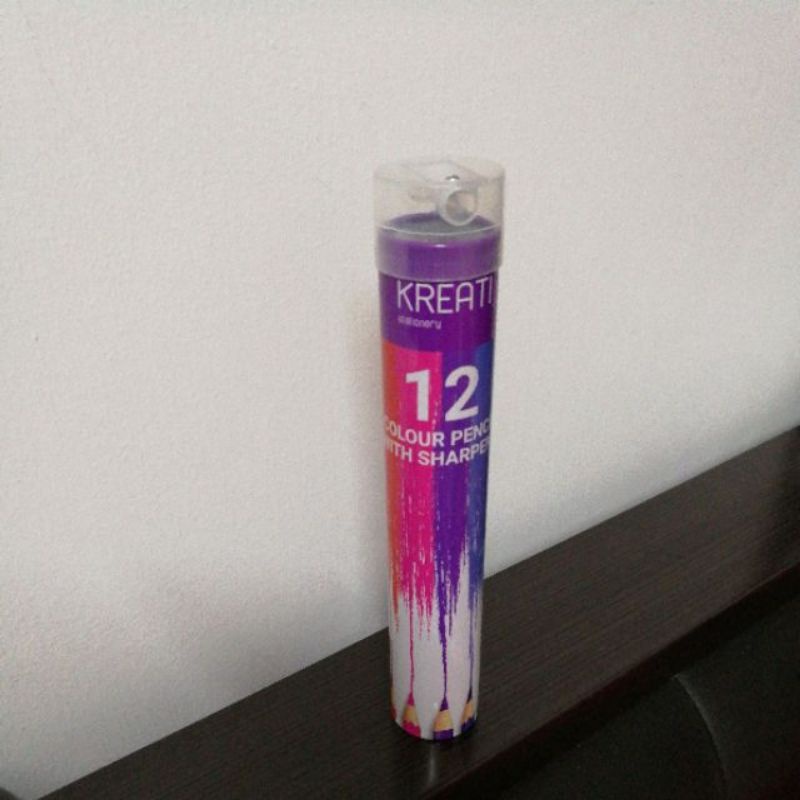 KREATI
stationery
12
COLOUR PENC
WITH SHARPE